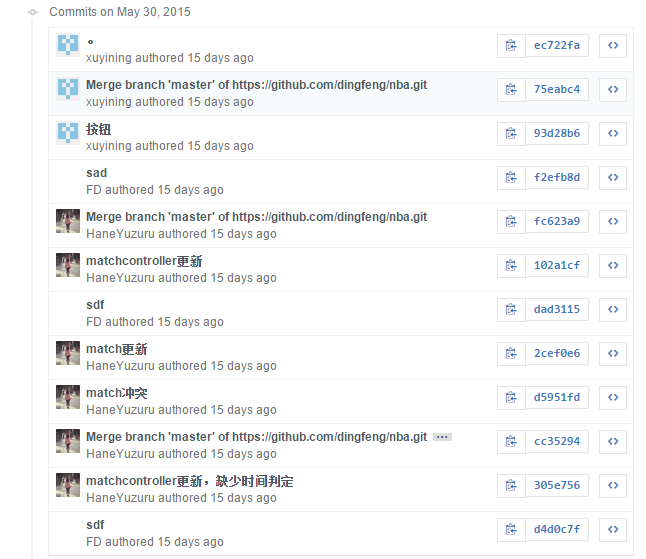 Commits on May 30, 2015
。
xuyining authored 15 days ago
ec722fa
Merge branch 'master' of https://github.com/dingfeng/nba.git
xuyining authored 15 days ago
75eabc4
按钮
xuyining authored 15 days ago
93d28b6
sad
FD authored 15 days ago
f2efb8d
Merge branch 'master' of https://github.com/dingfeng/nba.git
HaneYuzuru authored 15 days ago
fc623a9
matchcontroller更新
HaneYuzuru authored 15 days ago
102a1cf
sdf
FD authored 15 days ago
dad3115
match更新
HaneYuzuru authored 15 days ago
2cef0e6
match冲突
HaneYuzuru authored 15 days ago
d5951fd
Merge branch 'master' of https://github.com/dingfeng/nba.git …
HaneYuzuru authored 15 days ago
cc35294
matchcontroller更新，缺少时间判定
HaneYuzuru authored 15 days ago
305e756
sdf
FD authored 15 days ago
d4d0c7f